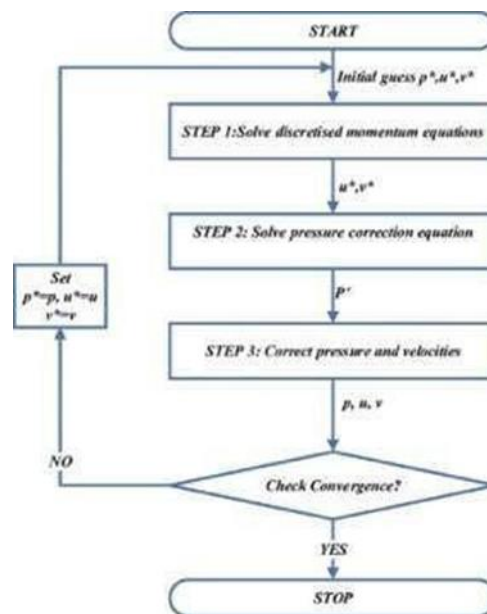 START
Initial guess p*,u*,v*
STEP 1:Solve discretised momentum equations
u*,v*
STEP 2: Solve pressure correction equation
P'
STEP 3: Correct pressure and velocities
p, u, v
Check Convergence?
NO
Set
p*=p, u*=u
v*=v
YES
STOP